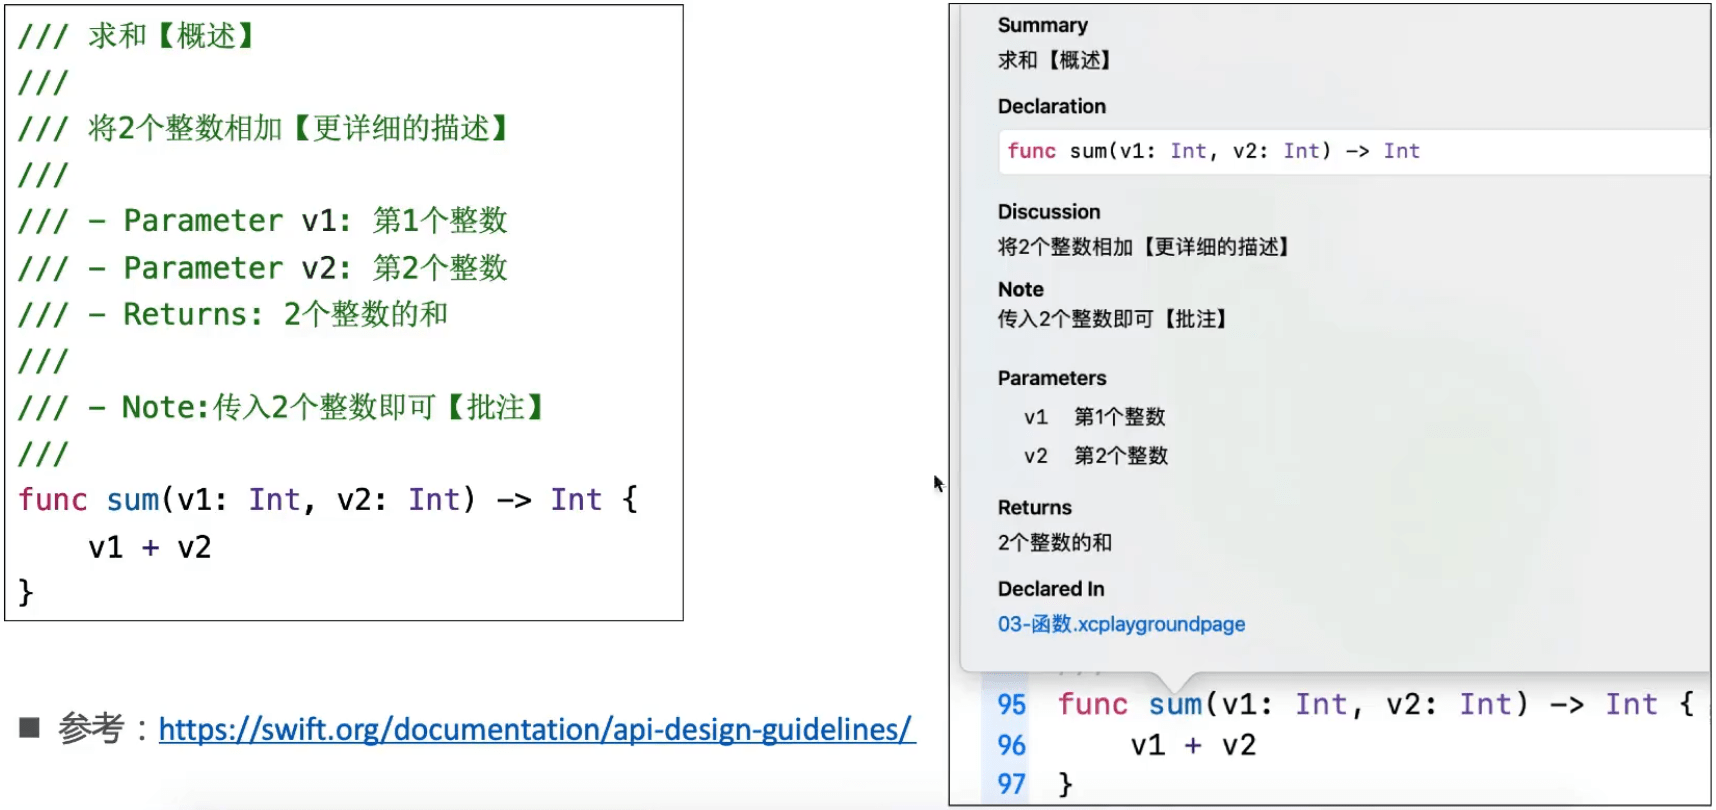 /// 求和【概述】
///
/// 将2个整数相加【更详细的描述】
///
/// - Parameter v1: 第1个整数
/// - Parameter v2: 第2个整数
/// - Returns: 2个整数的和
///
/// - Note:传入2个整数即可【批注】
///
func sum(v1: Int, v2: Int) -> Int {
    v1 + v2
}
■ 参考：https://swift.org/documentation/api-design-guidelines/
Summary
求和【概述】
Declaration
func sum(v1: Int, v2: Int) -> Int
Discussion
将2个整数相加【更详细的描述】
Note
传入2个整数即可【批注】
Parameters
v1 第1个整数
v2 第2个整数
Returns
2个整数的和
Declared In
03-函数.xcplaygroundpage
95 func sum(v1: Int, v2: Int) -> Int {
96     v1 + v2
97 }